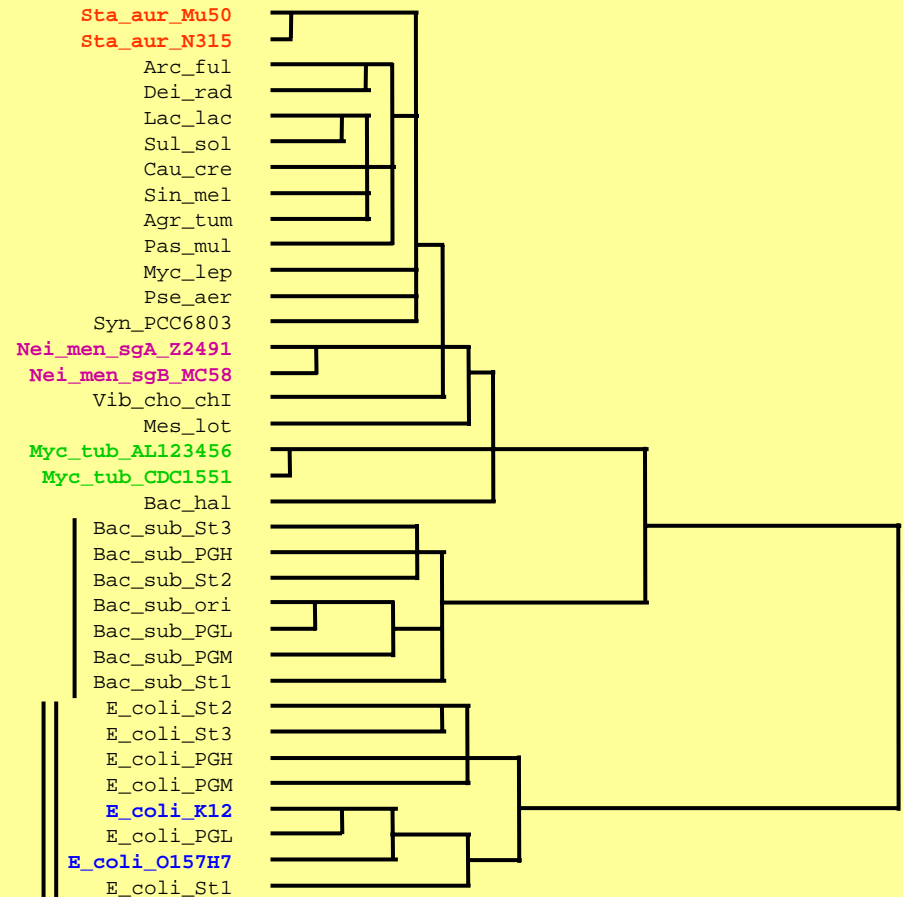 Sta_aur_Mu50
Sta_aur_N315
Arc_ful
Dei_rad
Lac_lac
Sul_sol
Cau_cre
Sin_mel
Agr_tum
Pas_mul
Myc_lep
Pse_aer
Syn_PCC6803
Nei_men_sgA_Z2491
Nei_men_sgB_MC58
Vib_cho_chI
Mes_lot
Myc_tub_AL123456
Myc_tub_CDC1551
Bac_hal
Bac_sub_St3
Bac_sub_PGH
Bac_sub_St2
Bac_sub_ori
Bac_sub_PGL
Bac_sub_PGM
Bac_sub_St1
E_coli_St2
E_coli_St3
E_coli_PGH
E_coli_PGM
E_coli_K12
E_coli_PGL
E_coli_O157H7
E_coli_St1